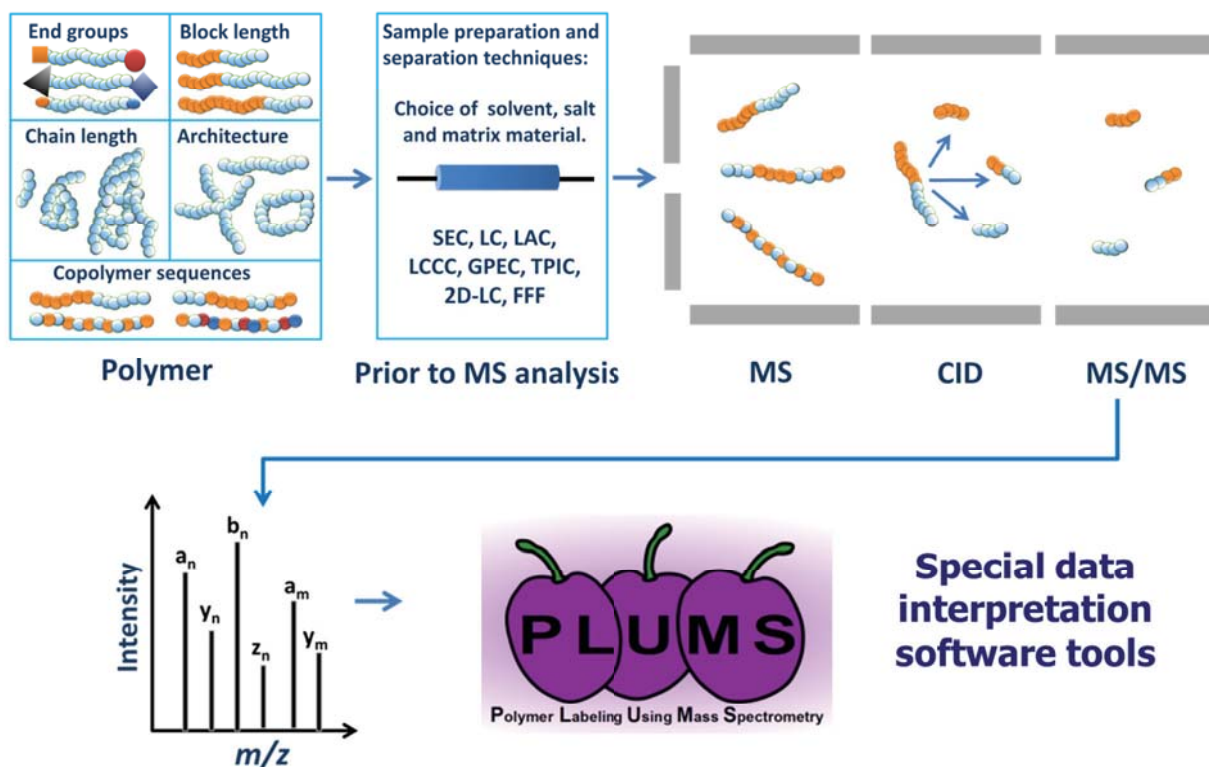 End groups
Block length
Chain length
Architecture
Copolymer sequences
Polymer
Sample preparation and
separation techniques:
Choice of solvent, salt
and matrix material.
SEC, LC, LAC,
LCCC, GPEC, TPIC,
2D-LC, FFF
Prior to MS analysis
MS
CID
MS/MS
Intensity
aₙ
yₙ
bₙ
zₙ
aₘ
yₘ
m/z
PLUMS
Polymer Labeling Using Mass Spectrometry
Special data
interpretation
software tools